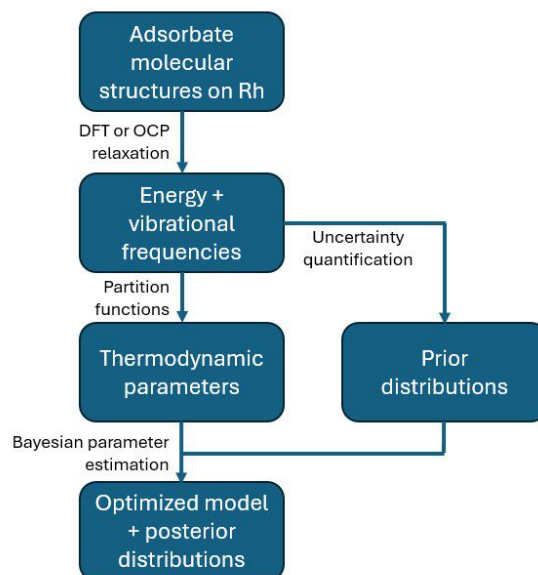 Adsorbate
molecular
structures on Rh
DFT or OCP
relaxation
Energy +
vibrational
frequencies
Uncertainty
quantification
Partition
functions
Thermodynamic
parameters
Prior
distributions
Bayesian parameter
estimation
Optimized model
+ posterior
distributions